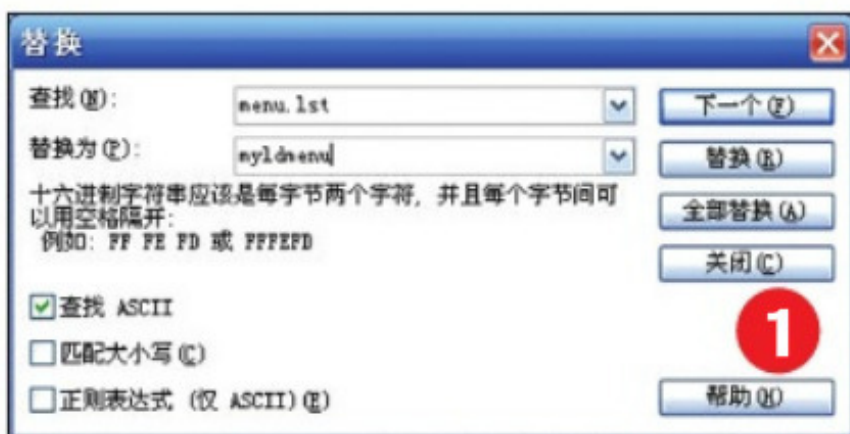 替换
查找(N):
menu.lst
下一个(F)
替换为(P):
myldmenu
替换(R)
十六进制字符串应该是每字节两个字符, 并且每个字节间可
以用空格隔开:
例如: FF FE FD 或 FFFEFD
全部替换(A)
关闭(C)
查找 ASCII
1
匹配大小写(C)
正则表达式 (仅 ASCII)(E)
帮助(H)